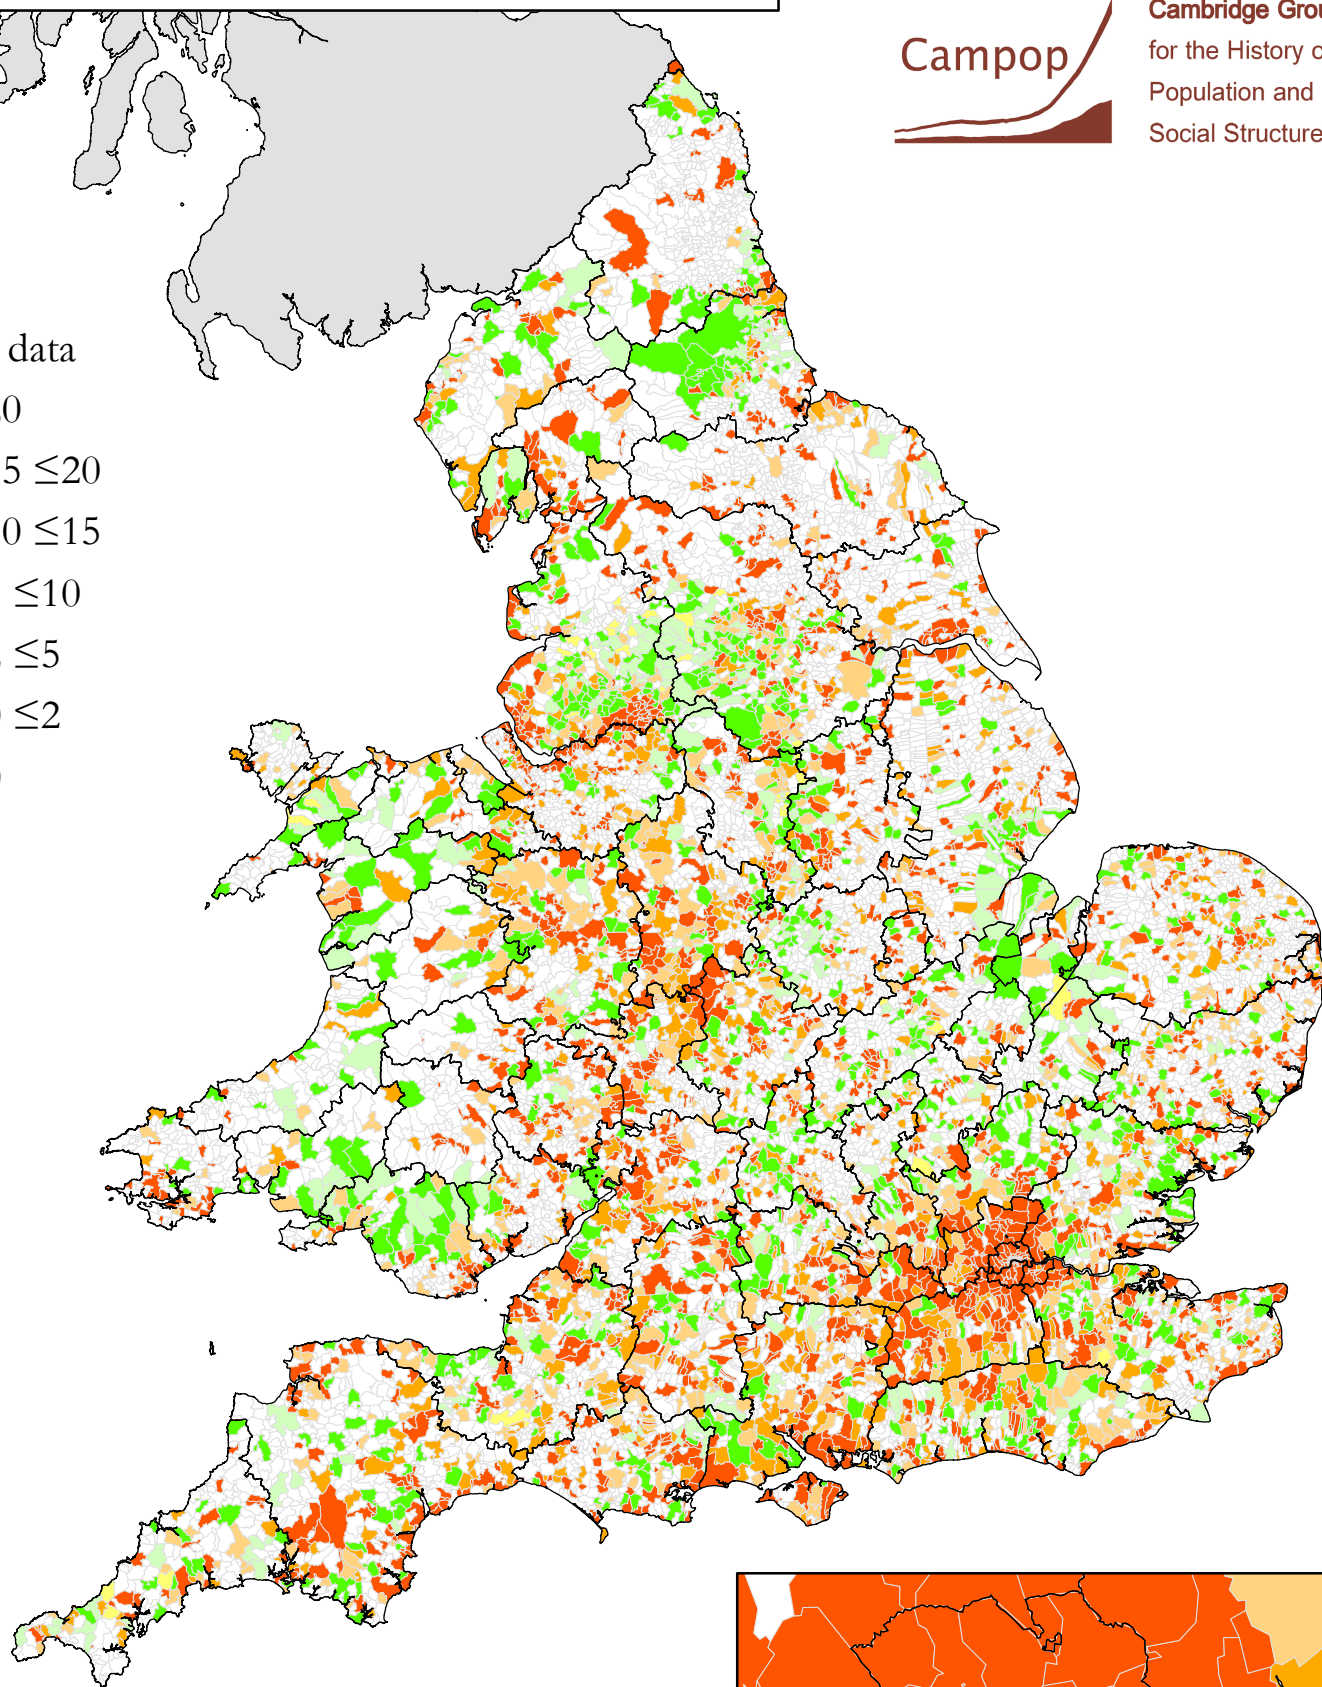 Cambridge Grou
Campop
for the History o
Population and
Social Structure
data
0
5 ≤20
0 ≤15
≤10
≤5
≤2